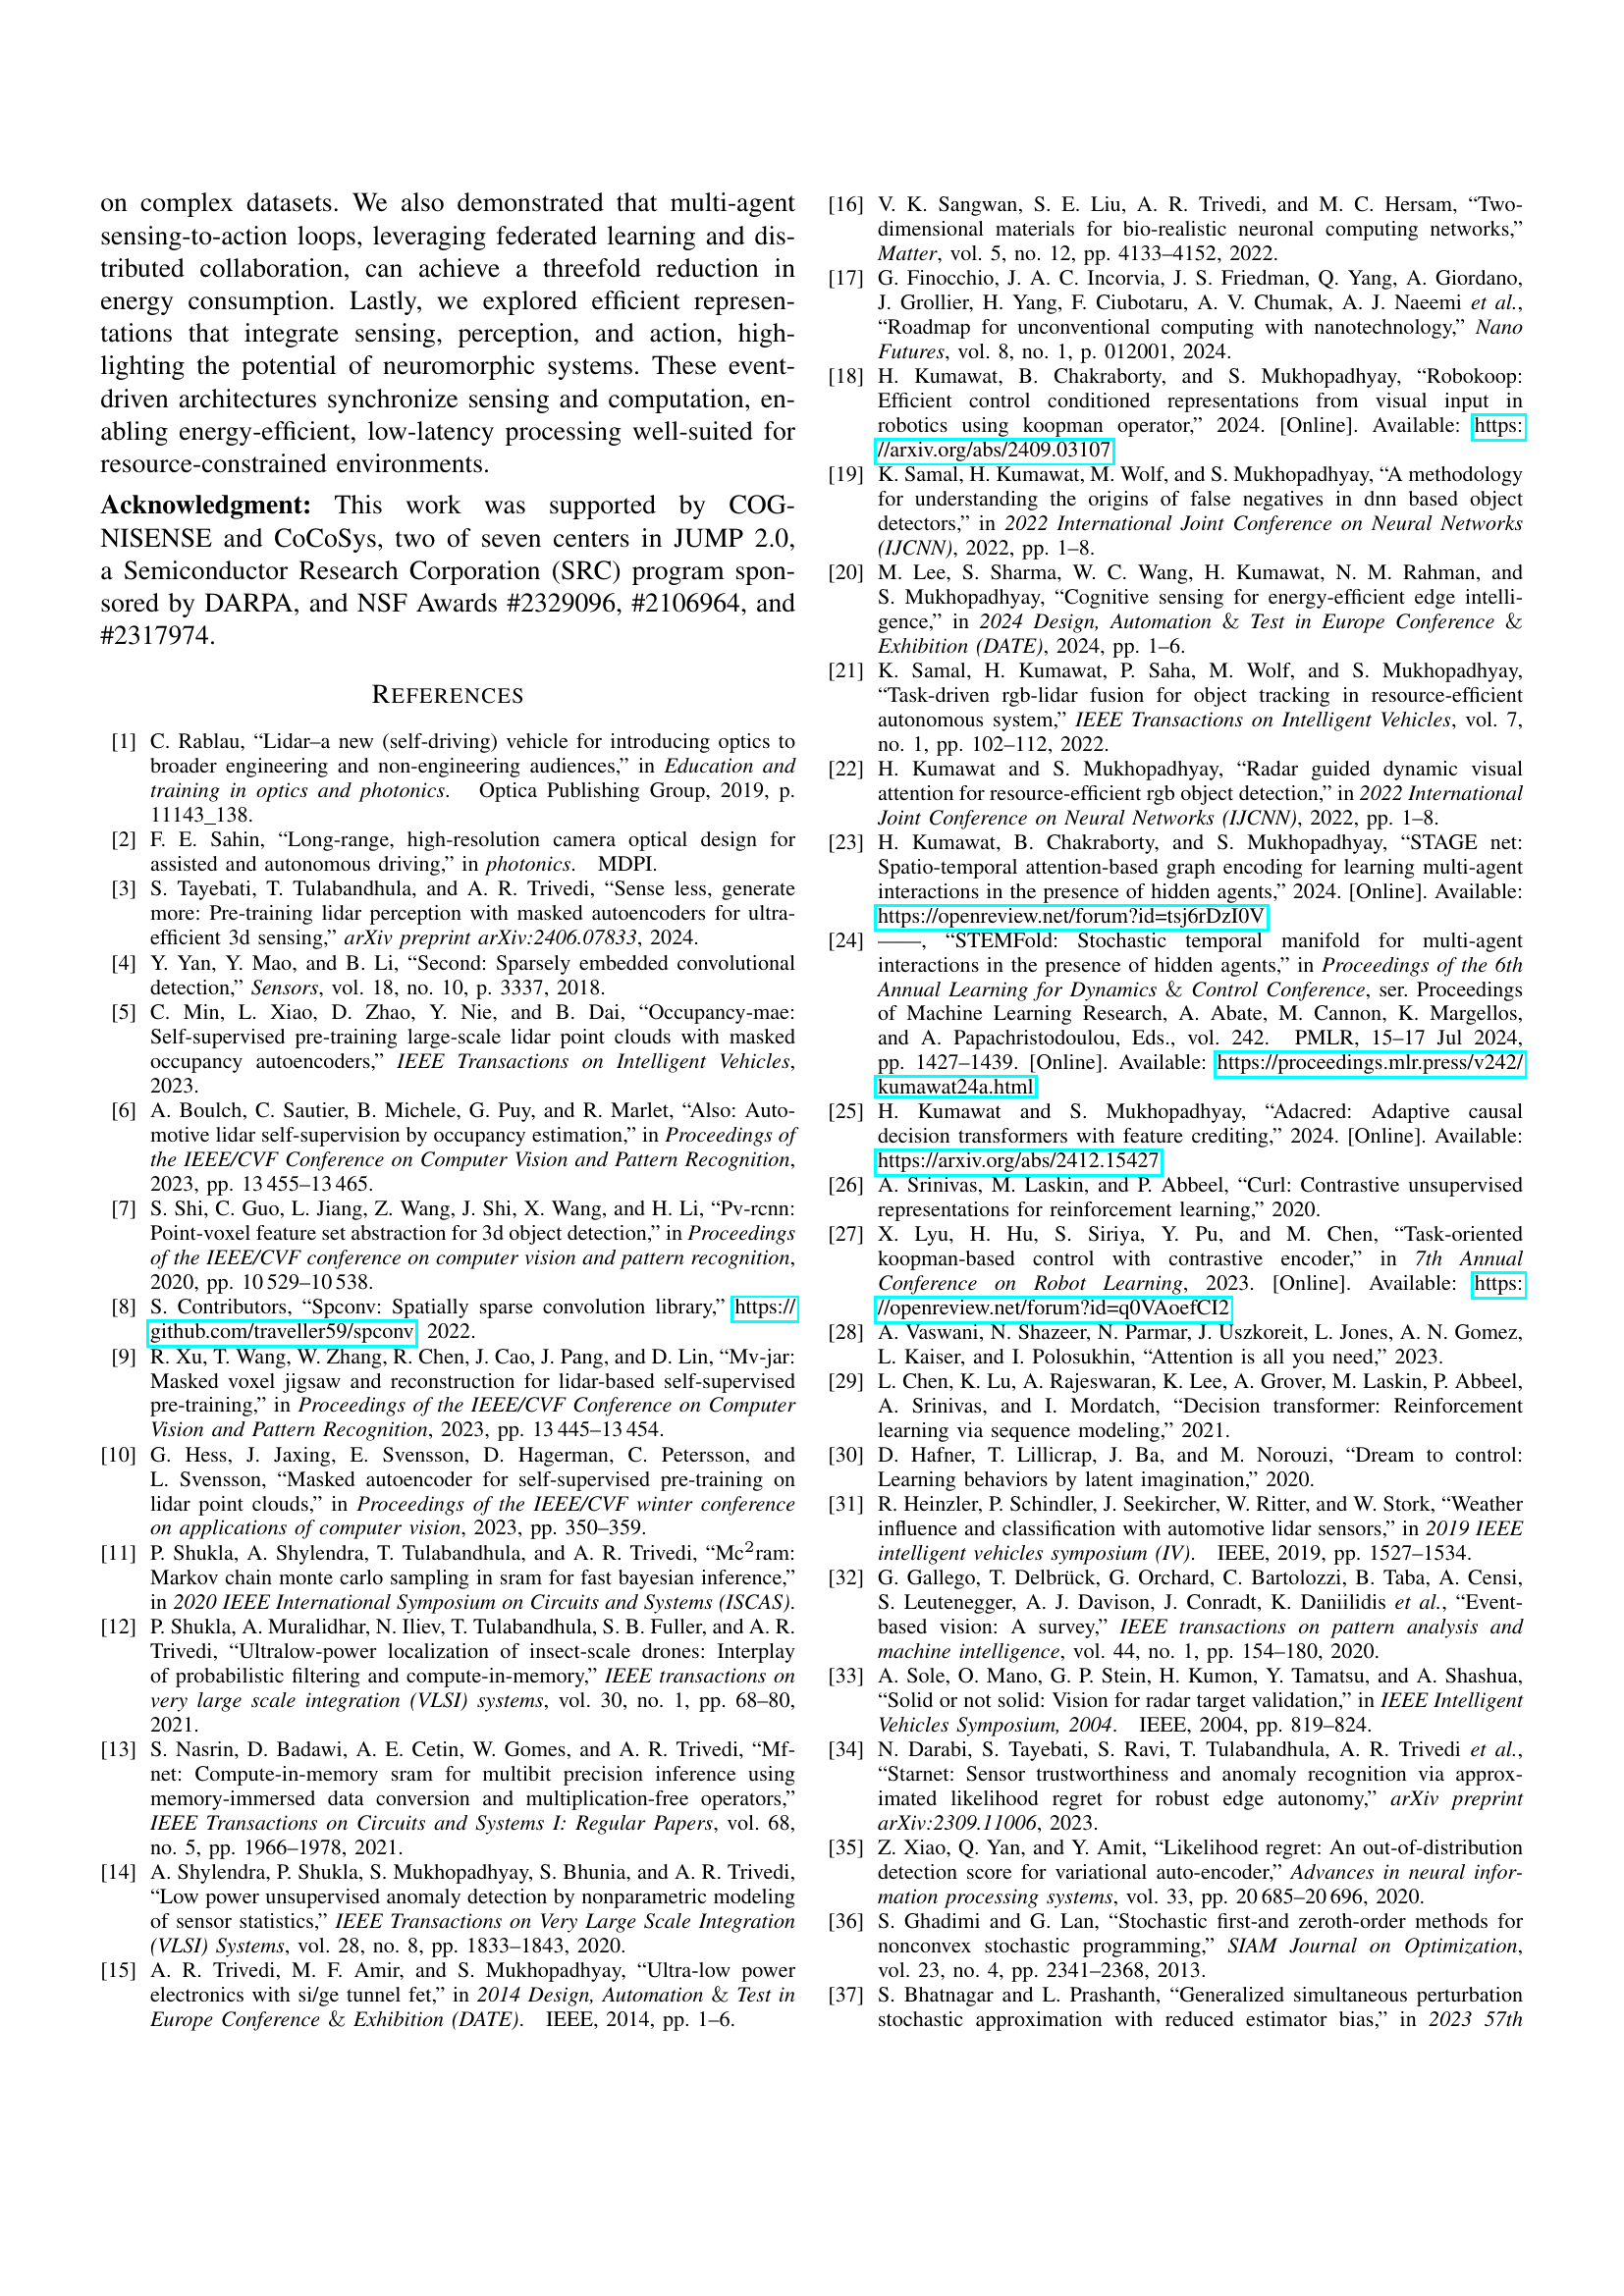 on complex datasets. We also demonstrated that multi-agent
sensing-to-action loops, leveraging federated learning and dis-
tributed collaboration, can achieve a threefold reduction in
energy consumption. Lastly, we explored efficient represen-
tations that integrate sensing, perception, and action, high-
lighting the potential of neuromorphic systems. These event-
driven architectures synchronize sensing and computation, en-
abling energy-efficient, low-latency processing well-suited for
resource-constrained environments.
Acknowledgment: This work was supported by COG-
NISENSE and CoCoSys, two of seven centers in JUMP 2.0,
a Semiconductor Research Corporation (SRC) program spon-
sored by DARPA, and NSF Awards #2329096, #2106964, and
#2317974.
REFERENCES
[1] C. Rablau, “Lidar–a new (self-driving) vehicle for introducing optics to
broader engineering and non-engineering audiences,” in Education and
training in optics and photonics. Optica Publishing Group, 2019, p.
11143_138.
[2] F. E. Sahin, “Long-range, high-resolution camera optical design for
assisted and autonomous driving,” in photonics. MDPI.
[3] S. Tayebati, T. Tulabandhula, and A. R. Trivedi, “Sense less, generate
more: Pre-training lidar perception with masked autoencoders for ultra-
efficient 3d sensing,” arXiv preprint arXiv:2406.07833, 2024.
[4] Y. Yan, Y. Mao, and B. Li, “Second: Sparsely embedded convolutional
detection,” Sensors, vol. 18, no. 10, p. 3337, 2018.
[5] C. Min, L. Xiao, D. Zhao, Y. Nie, and B. Dai, “Occupancy-mae:
Self-supervised pre-training large-scale lidar point clouds with masked
occupancy autoencoders,” IEEE Transactions on Intelligent Vehicles,
2023.
[6] A. Boulch, C. Sautier, B. Michele, G. Puy, and R. Marlet, “Also: Auto-
motive lidar self-supervision by occupancy estimation,” in Proceedings of
the IEEE/CVF Conference on Computer Vision and Pattern Recognition,
2023, pp. 13 455–13 465.
[7] S. Shi, C. Guo, L. Jiang, Z. Wang, J. Shi, X. Wang, and H. Li, “Pv-rcnn:
Point-voxel feature set abstraction for 3d object detection,” in Proceedings
of the IEEE/CVF conference on computer vision and pattern recognition,
2020, pp. 10 529–10 538.
[8] S. Contributors, “Spconv: Spatially sparse convolution library,” https://
github.com/traveller59/spconv, 2022.
[9] R. Xu, T. Wang, W. Zhang, R. Chen, J. Cao, J. Pang, and D. Lin, “Mv-jar:
Masked voxel jigsaw and reconstruction for lidar-based self-supervised
pre-training,” in Proceedings of the IEEE/CVF Conference on Computer
Vision and Pattern Recognition, 2023, pp. 13 445–13 454.
[10] G. Hess, J. Jaxing, E. Svensson, D. Hagerman, C. Petersson, and
L. Svensson, “Masked autoencoder for self-supervised pre-training on
lidar point clouds,” in Proceedings of the IEEE/CVF winter conference
on applications of computer vision, 2023, pp. 350–359.
[11] P. Shukla, A. Shylendra, T. Tulabandhula, and A. R. Trivedi, “Mc²ram:
Markov chain monte carlo sampling in sram for fast bayesian inference,”
in 2020 IEEE International Symposium on Circuits and Systems (ISCAS).
[12] P. Shukla, A. Muralidhar, N. Iliev, T. Tulabandhula, S. B. Fuller, and A. R.
Trivedi, “Ultralow-power localization of insect-scale drones: Interplay
of probabilistic filtering and compute-in-memory,” IEEE transactions on
very large scale integration (VLSI) systems, vol. 30, no. 1, pp. 68–80,
2021.
[13] S. Nasrin, D. Badawi, A. E. Cetin, W. Gomes, and A. R. Trivedi, “Mf-
net: Compute-in-memory sram for multibit precision inference using
memory-immersed data conversion and multiplication-free operators,”
IEEE Transactions on Circuits and Systems I: Regular Papers, vol. 68,
no. 5, pp. 1966–1978, 2021.
[14] A. Shylendra, P. Shukla, S. Mukhopadhyay, S. Bhunia, and A. R. Trivedi,
“Low power unsupervised anomaly detection by nonparametric modeling
of sensor statistics,” IEEE Transactions on Very Large Scale Integration
(VLSI) Systems, vol. 28, no. 8, pp. 1833–1843, 2020.
[15] A. R. Trivedi, M. F. Amir, and S. Mukhopadhyay, “Ultra-low power
electronics with si/ge tunnel fet,” in 2014 Design, Automation & Test in
Europe Conference & Exhibition (DATE). IEEE, 2014, pp. 1–6.
[16] V. K. Sangwan, S. E. Liu, A. R. Trivedi, and M. C. Hersam, “Two-
dimensional materials for bio-realistic neuronal computing networks,”
Matter, vol. 5, no. 12, pp. 4133–4152, 2022.
[17] G. Finocchio, J. A. C. Incorvia, J. S. Friedman, Q. Yang, A. Giordano,
J. Grollier, H. Yang, F. Ciubotaru, A. V. Chumak, A. J. Naeemi et al.,
“Roadmap for unconventional computing with nanotechnology,” Nano
Futures, vol. 8, no. 1, p. 012001, 2024.
[18] H. Kumawat, B. Chakraborty, and S. Mukhopadhyay, “Robokoop:
Efficient control conditioned representations from visual input in
robotics using koopman operator,” 2024. [Online]. Available: https:
//arxiv.org/abs/2409.03107
[19] K. Samal, H. Kumawat, M. Wolf, and S. Mukhopadhyay, “A methodology
for understanding the origins of false negatives in dnn based object
detectors,” in 2022 International Joint Conference on Neural Networks
(IJCNN), 2022, pp. 1–8.
[20] M. Lee, S. Sharma, W. C. Wang, H. Kumawat, N. M. Rahman, and
S. Mukhopadhyay, “Cognitive sensing for energy-efficient edge intelli-
gence,” in 2024 Design, Automation & Test in Europe Conference &
Exhibition (DATE), 2024, pp. 1–6.
[21] K. Samal, H. Kumawat, P. Saha, M. Wolf, and S. Mukhopadhyay,
“Task-driven rgb-lidar fusion for object tracking in resource-efficient
autonomous system,” IEEE Transactions on Intelligent Vehicles, vol. 7,
no. 1, pp. 102–112, 2022.
[22] H. Kumawat and S. Mukhopadhyay, “Radar guided dynamic visual
attention for resource-efficient rgb object detection,” in 2022 International
Joint Conference on Neural Networks (IJCNN), 2022, pp. 1–8.
[23] H. Kumawat, B. Chakraborty, and S. Mukhopadhyay, “STAGE net:
Spatio-temporal attention-based graph encoding for learning multi-agent
interactions in the presence of hidden agents,” 2024. [Online]. Available:
https://openreview.net/forum?id=tsj6rDzI0V
[24] ——, “STEMFold: Stochastic temporal manifold for multi-agent
interactions in the presence of hidden agents,” in Proceedings of the 6th
Annual Learning for Dynamics & Control Conference, ser. Proceedings
of Machine Learning Research, A. Abate, M. Cannon, K. Margellos,
and A. Papachristodoulou, Eds., vol. 242. PMLR, 15–17 Jul 2024,
pp. 1427–1439. [Online]. Available: https://proceedings.mlr.press/v242/
kumawat24a.html
[25] H. Kumawat and S. Mukhopadhyay, “Adacred: Adaptive causal
decision transformers with feature crediting,” 2024. [Online]. Available:
https://arxiv.org/abs/2412.15427
[26] A. Srinivas, M. Laskin, and P. Abbeel, “Curl: Contrastive unsupervised
representations for reinforcement learning,” 2020.
[27] X. Lyu, H. Hu, S. Siriya, Y. Pu, and M. Chen, “Task-oriented
koopman-based control with contrastive encoder,” in 7th Annual
Conference on Robot Learning, 2023. [Online]. Available: https:
//openreview.net/forum?id=q0VAoefCI2
[28] A. Vaswani, N. Shazeer, N. Parmar, J. Uszkoreit, L. Jones, A. N. Gomez,
L. Kaiser, and I. Polosukhin, “Attention is all you need,” 2023.
[29] L. Chen, K. Lu, A. Rajeswaran, K. Lee, A. Grover, M. Laskin, P. Abbeel,
A. Srinivas, and I. Mordatch, “Decision transformer: Reinforcement
learning via sequence modeling,” 2021.
[30] D. Hafner, T. Lillicrap, J. Ba, and M. Norouzi, “Dream to control:
Learning behaviors by latent imagination,” 2020.
[31] R. Heinzler, P. Schindler, J. Seekircher, W. Ritter, and W. Stork, “Weather
influence and classification with automotive lidar sensors,” in 2019 IEEE
intelligent vehicles symposium (IV). IEEE, 2019, pp. 1527–1534.
[32] G. Gallego, T. Delbrück, G. Orchard, C. Bartolozzi, B. Taba, A. Censi,
S. Leutenegger, A. J. Davison, J. Conradt, K. Daniilidis et al., “Event-
based vision: A survey,” IEEE transactions on pattern analysis and
machine intelligence, vol. 44, no. 1, pp. 154–180, 2020.
[33] A. Sole, O. Mano, G. P. Stein, H. Kumon, Y. Tamatsu, and A. Shashua,
“Solid or not solid: Vision for radar target validation,” in IEEE Intelligent
Vehicles Symposium, 2004. IEEE, 2004, pp. 819–824.
[34] N. Darabi, S. Tayebati, S. Ravi, T. Tulabandhula, A. R. Trivedi et al.,
“Starnet: Sensor trustworthiness and anomaly recognition via approx-
imated likelihood regret for robust edge autonomy,” arXiv preprint
arXiv:2309.11006, 2023.
[35] Z. Xiao, Q. Yan, and Y. Amit, “Likelihood regret: An out-of-distribution
detection score for variational auto-encoder,” Advances in neural infor-
mation processing systems, vol. 33, pp. 20 685–20 696, 2020.
[36] S. Ghadimi and G. Lan, “Stochastic first-and zeroth-order methods for
nonconvex stochastic programming,” SIAM Journal on Optimization,
vol. 23, no. 4, pp. 2341–2368, 2013.
[37] S. Bhatnagar and L. Prashanth, “Generalized simultaneous perturbation
stochastic approximation with reduced estimator bias,” in 2023 57th